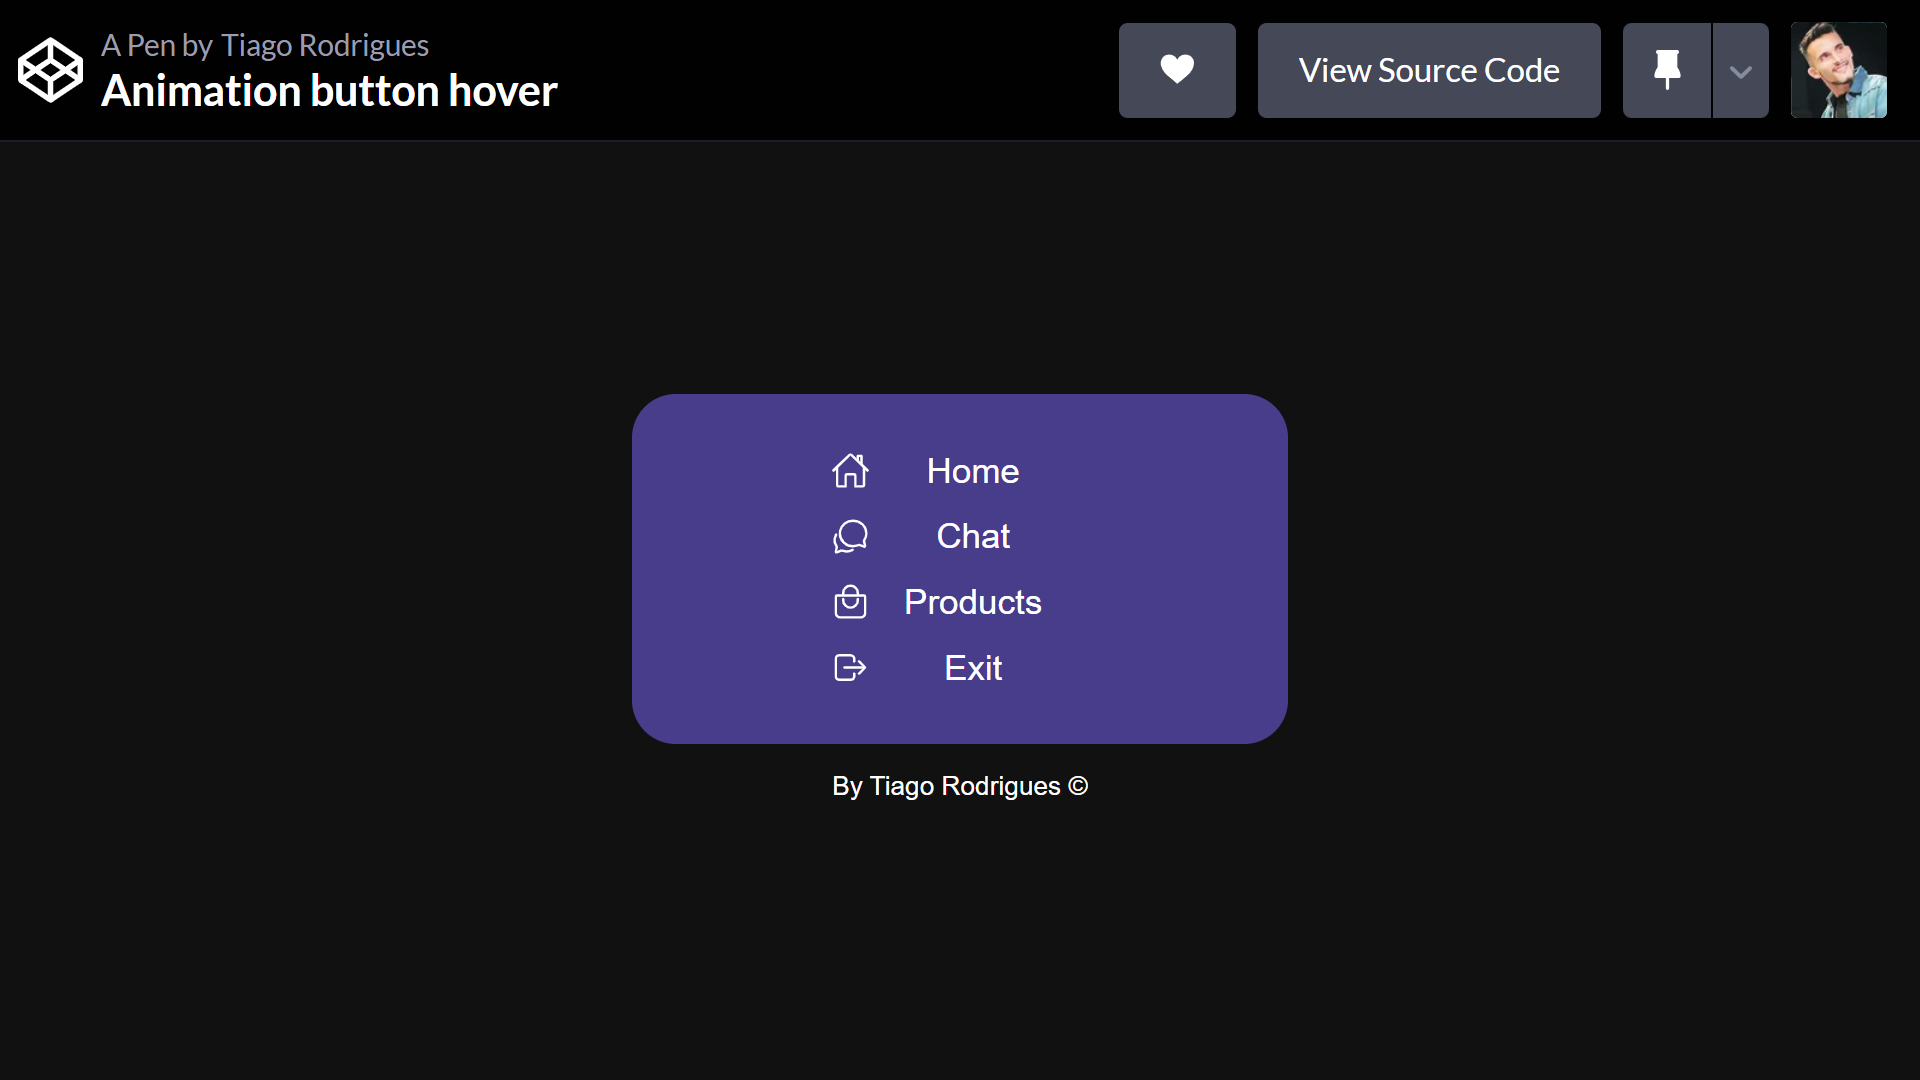 A Pen by Tiago Rodrigues
Animation button hover
View Source Code
Home
Chat
Products
Exit
By Tiago Rodrigues ©